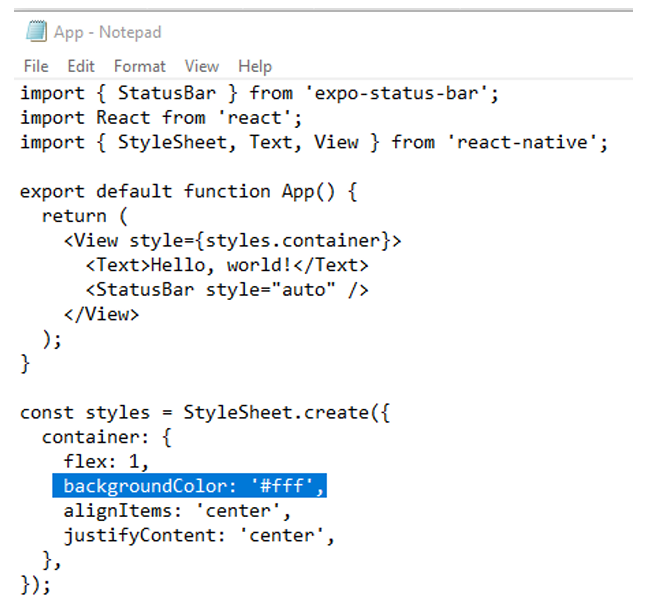 App - Notepad
File Edit Format View Help
import { StatusBar } from 'expo-status-bar';
import React from 'react';
import { StyleSheet, Text, View } from 'react-native';

export default function App() {
  return (
    <View style={styles.container}>
      <Text>Hello, world!</Text>
      <StatusBar style="auto" />
    </View>
  );
}

const styles = StyleSheet.create({
  container: {
    flex: 1,
    backgroundColor: '#fff',
    alignItems: 'center',
    justifyContent: 'center',
  },
});